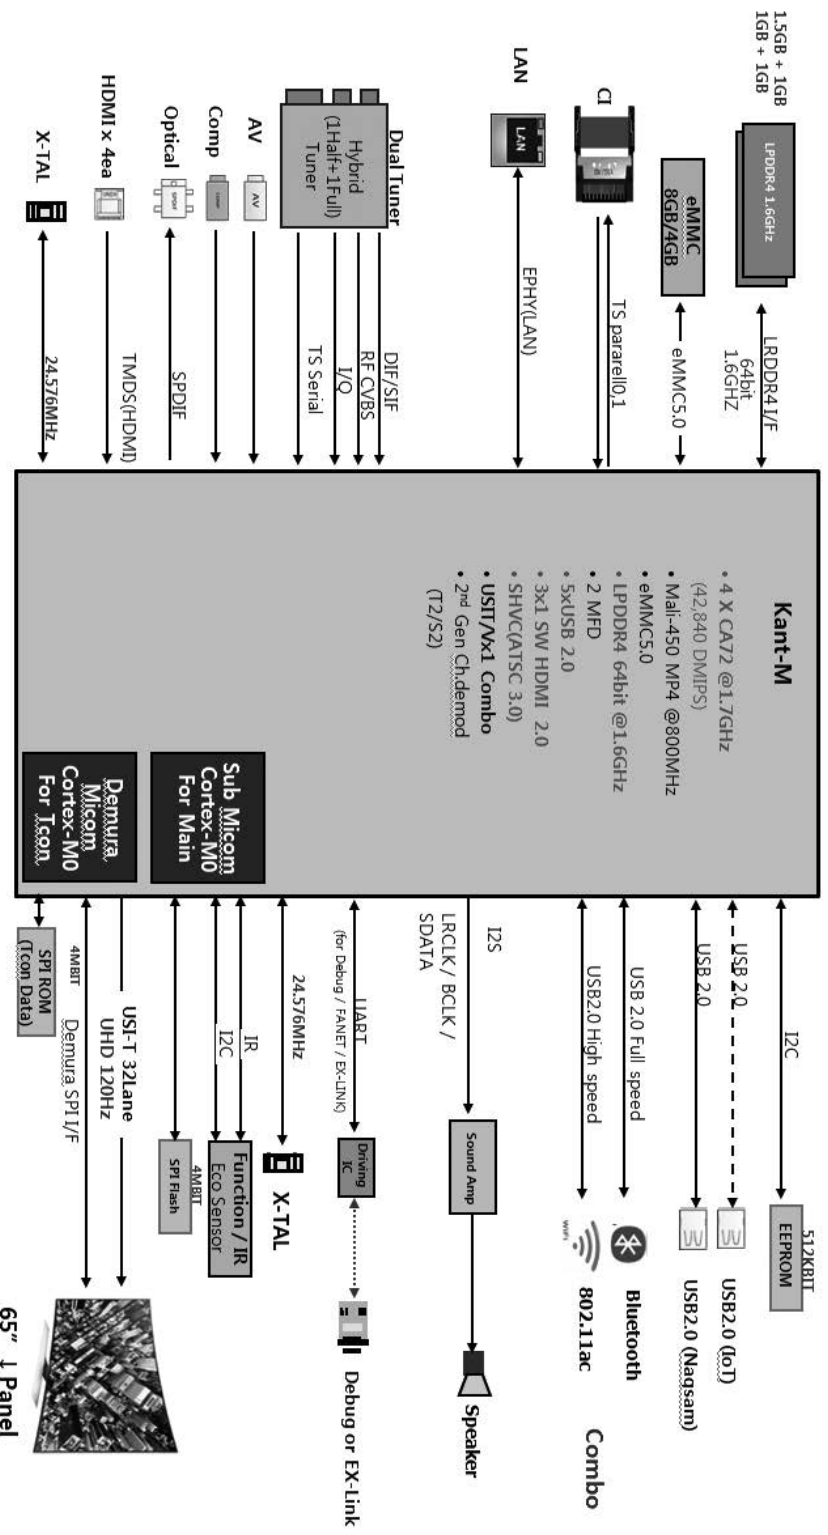 1.5GB + 1GB
1GB + 1GB
LPDDR4 1.6GHz
LRDDR4 I/F
64bit
1.6GHZ
eMMC
8GB/4GB
eMMC5.0
CI
TS pararell0,1
LAN
LAN
EPHY(LAN)
Dual Tuner
Hybrid
(1Half+1Full)
Tuner
DIF/SIF
RF CVBS
I/Q
TS Serial
AV
AV
Comp
COMP
Optical
SPDIF
SPDIF
HDMI x 4ea
HDMI
TMDS(HDMI)
X-TAL
24.576MHz
Kant-M
• 4 X CA72 @1.7GHz
(42,840 DMIPS)
• Mali-450 MP4 @800MHz
• eMMC5.0
• LPDDR4 64bit @1.6GHz
• 2 MFD
• 5xUSB 2.0
• 3x1 SW HDMI 2.0
• SHVC(ATSC 3.0)
• USIT/Vx1 Combo
• 2nd Gen Ch.demod
(T2/S2)
Sub Micom
Cortex-M0
For Main
Demura
Micom
Cortex-M0
For Tcon
I2C
512KBIT
EEPROM
USB 2.0
USB2.0 (IoT)
USB 2.0
USB2.0 (Naqsam)
USB 2.0 Full speed
Bluetooth
USB2.0 High speed
WiFi
802.11ac
Combo
I2S
LRCLK / BCLK /
SDATA
Sound Amp
Speaker
UART
(for Debug / FANET / EX-LINK)
Driving
IC
Debug or EX-Link
24.576MHz
X-TAL
IR
I2C
Function / IR
Eco Sensor
4MBIT
SPI Flash
USI-T 32Lane
UHD 120Hz
4MBIT
Demura SPI I/F
SPI ROM
(Tcon Data)
65" ↓ Panel